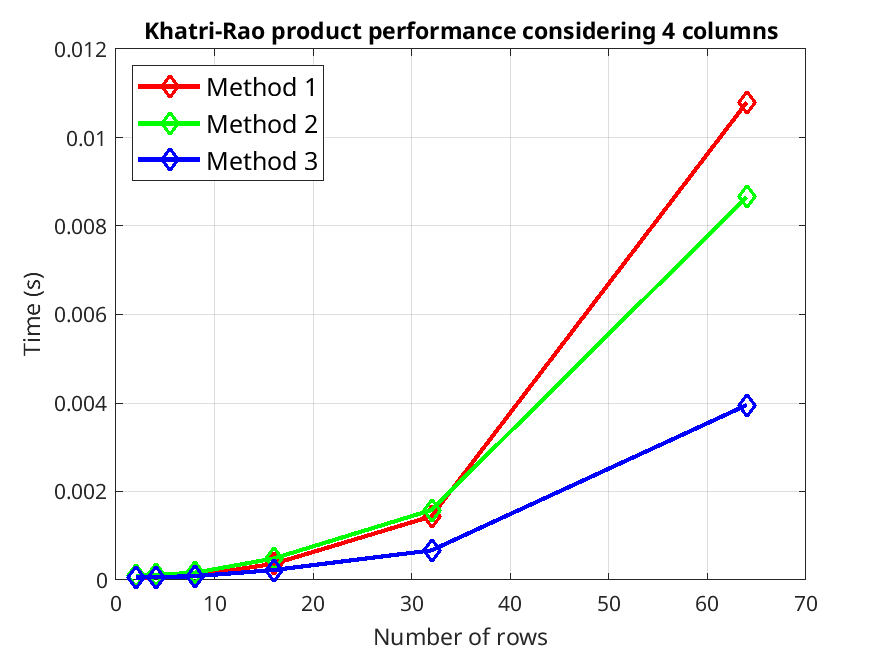 Khatri-Rao product performance considering 4 columns
0.012
0.01
0.008
0.006
0.004
0.002
0
Time (s)
Method 1
Method 2
Method 3
0 10 20 30 40 50 60 70
Number of rows